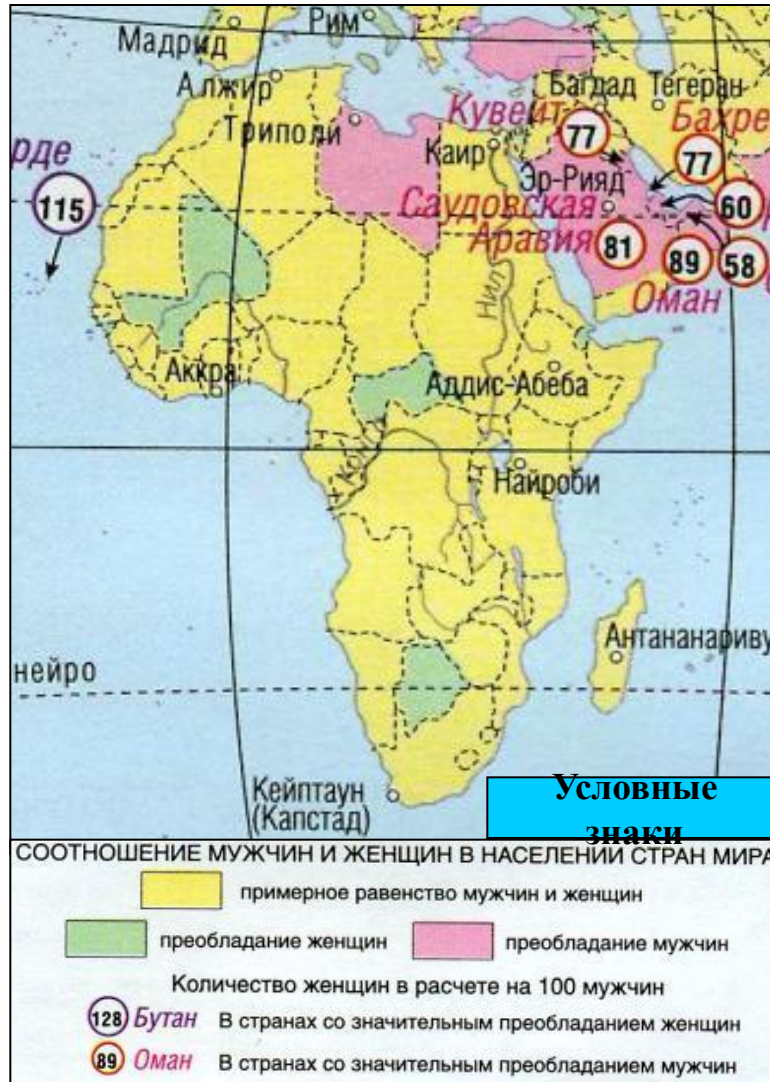 Рим
Мадрид
Алжир
Багдад Тегеран
Кувейт
Бахре
Триполи
Каир
77
77
рде
Эр-Рияд
115
Саудовская
60
Аравия
81
89
58
Нил
Оман
Аккра
Аддис-Абеба
Конго
Найроби
Антананариву
нейро
Кейптаун
(Капстад)
Условные
знаки
СООТНОШЕНИЕ МУЖЧИН И ЖЕНЩИН В НАСЕЛЕНИИ СТРАН МИРА
примерное равенство мужчин и женщин
преобладание женщин
преобладание мужчин
Количество женщин в расчете на 100 мужчин
128 Бутан В странах со значительным преобладанием женщин
89 Оман В странах со значительным преобладанием мужчин